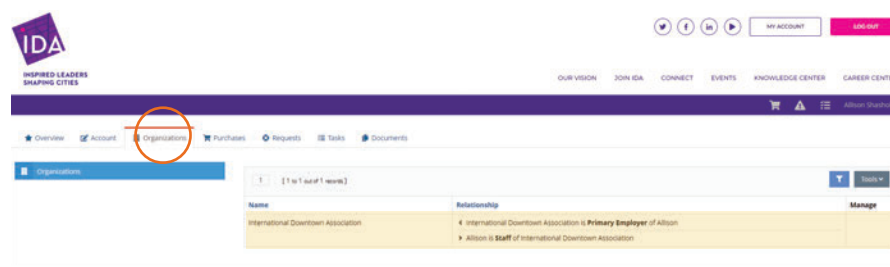 IDA
INSPIRED LEADERS
SHAPING CITIES
MY ACCOUNT LOG OUT
OUR VISION JOIN IDA CONNECT EVENTS KNOWLEDGE CENTER CAREER CENT
Allison Shasho
Overview Account Organizations Purchases Requests Tasks Documents
Organizations
1 [1 to 1 out of 1 records] Tools
Name Relationship Manage
International Downtown Association International Downtown Association is Primary Employer of Allison
Allison is Staff of International Downtown Association